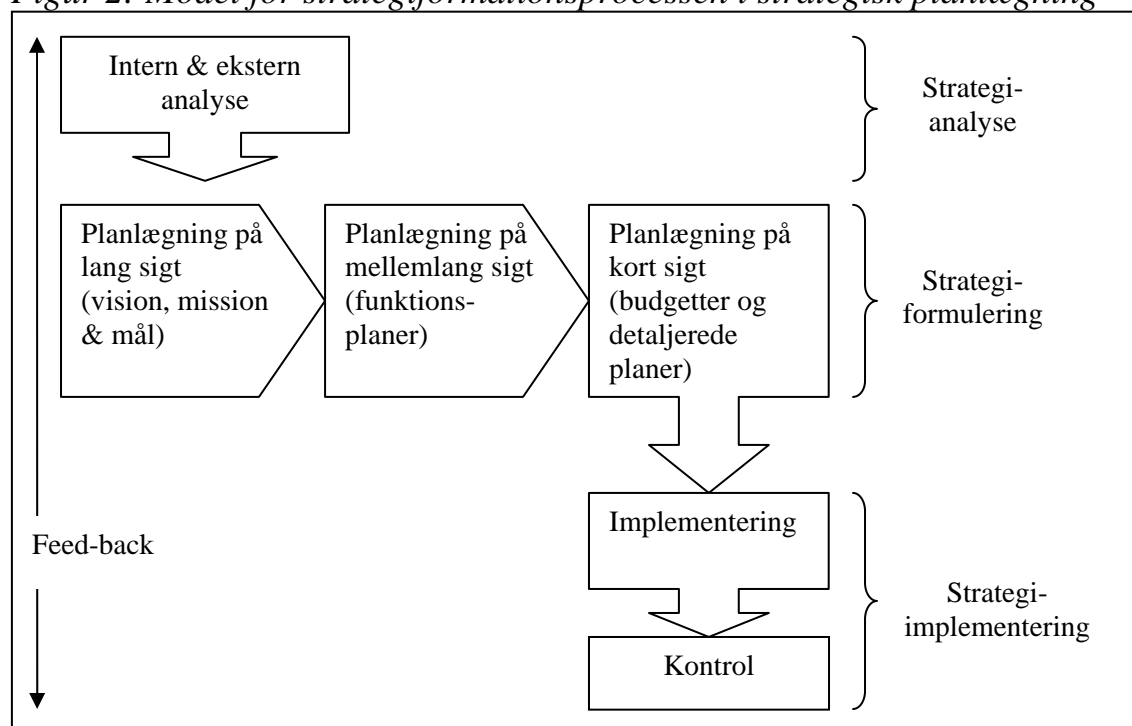 Figur 2: Model for strategiformationsprocessen i strategisk planlægning
Intern & ekstern
analyse
Strategi-
analyse
Planlægning på
lang sigt
(vision, mission
& mål)
Planlægning på
mellemlang sigt
(funktions-
planer)
Planlægning på
kort sigt
(budgetter og
detaljerede
planer)
Strategi-
formulering
Implementering
Feed-back
Strategi-
implementering
Kontrol